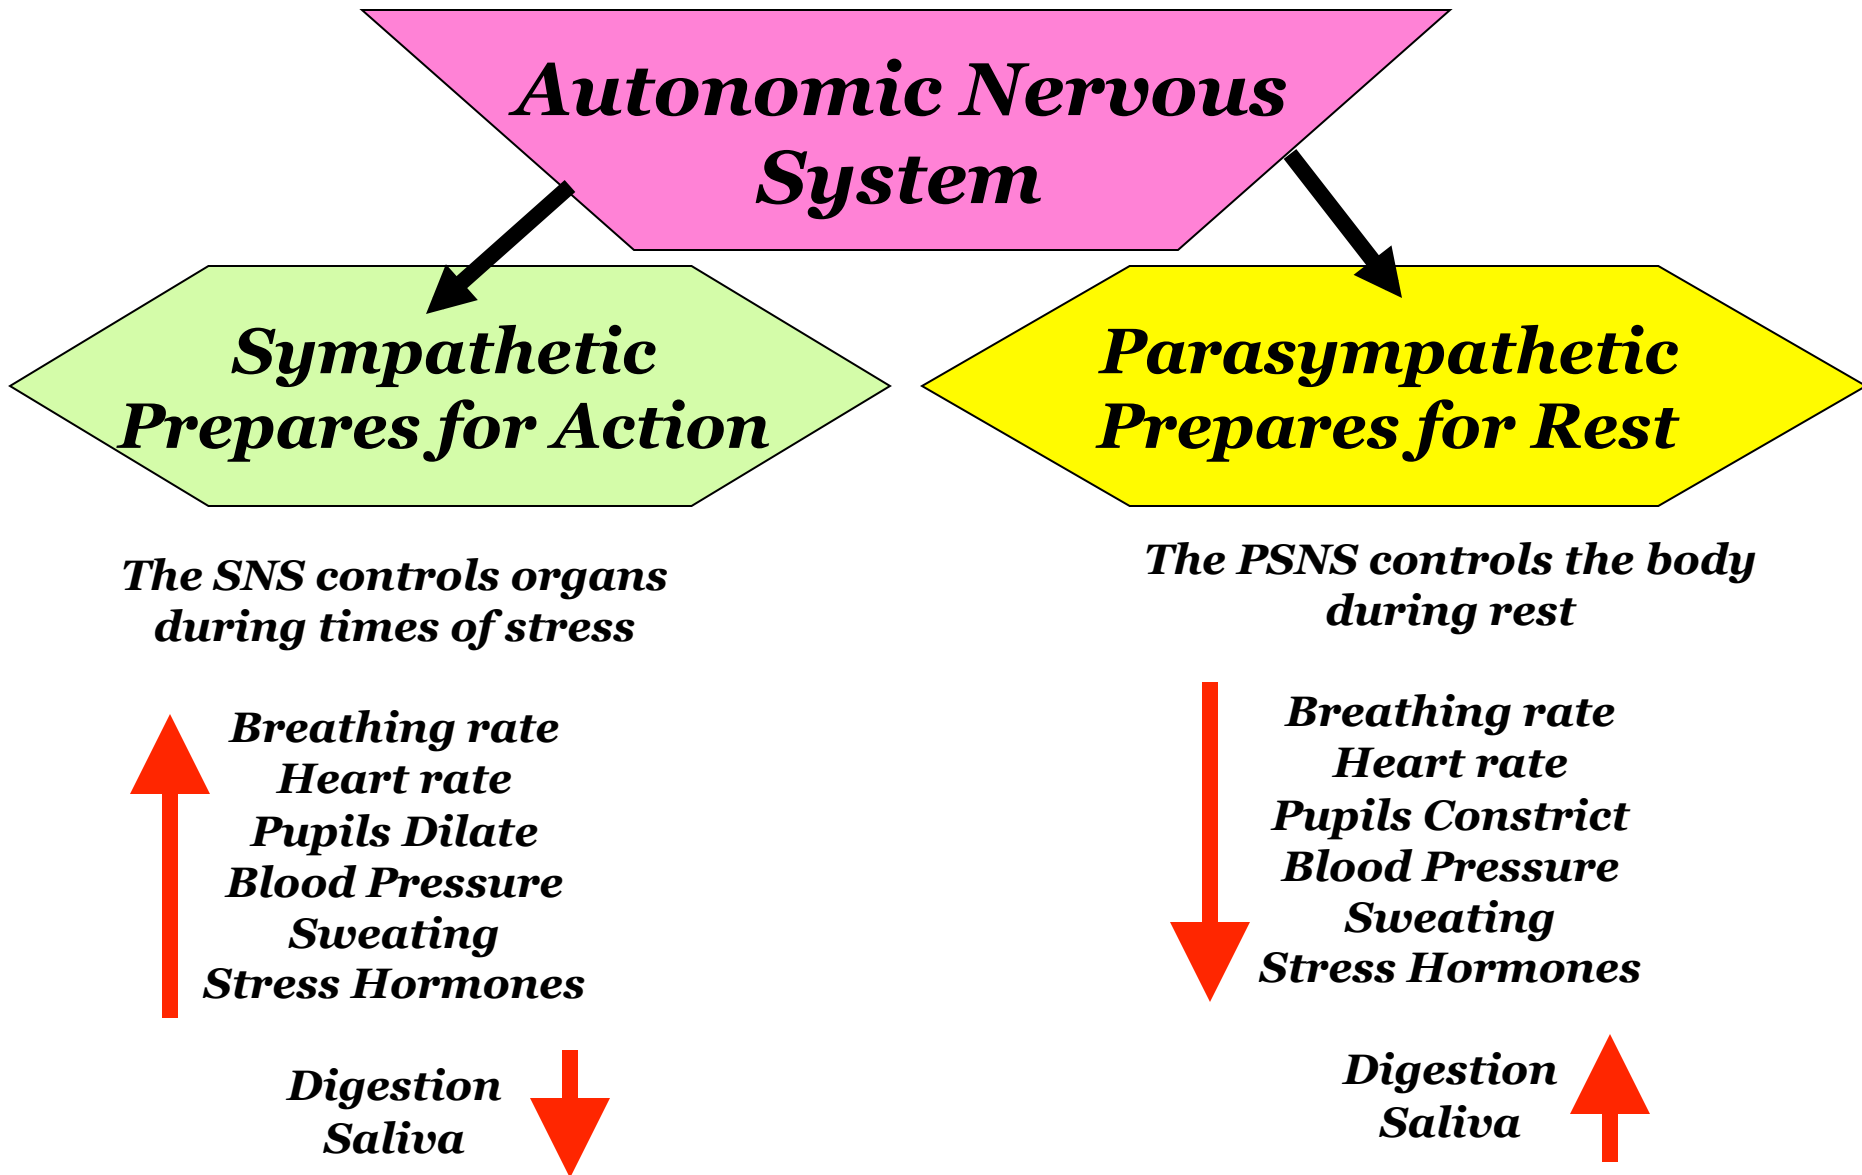 Autonomic Nervous
System
Sympathetic
Prepares for Action
Parasympathetic
Prepares for Rest
The SNS controls organs
during times of stress
Breathing rate
Heart rate
Pupils Dilate
Blood Pressure
Sweating
Stress Hormones
Digestion
Saliva
The PSNS controls the body
during rest
Breathing rate
Heart rate
Pupils Constrict
Blood Pressure
Sweating
Stress Hormones
Digestion
Saliva